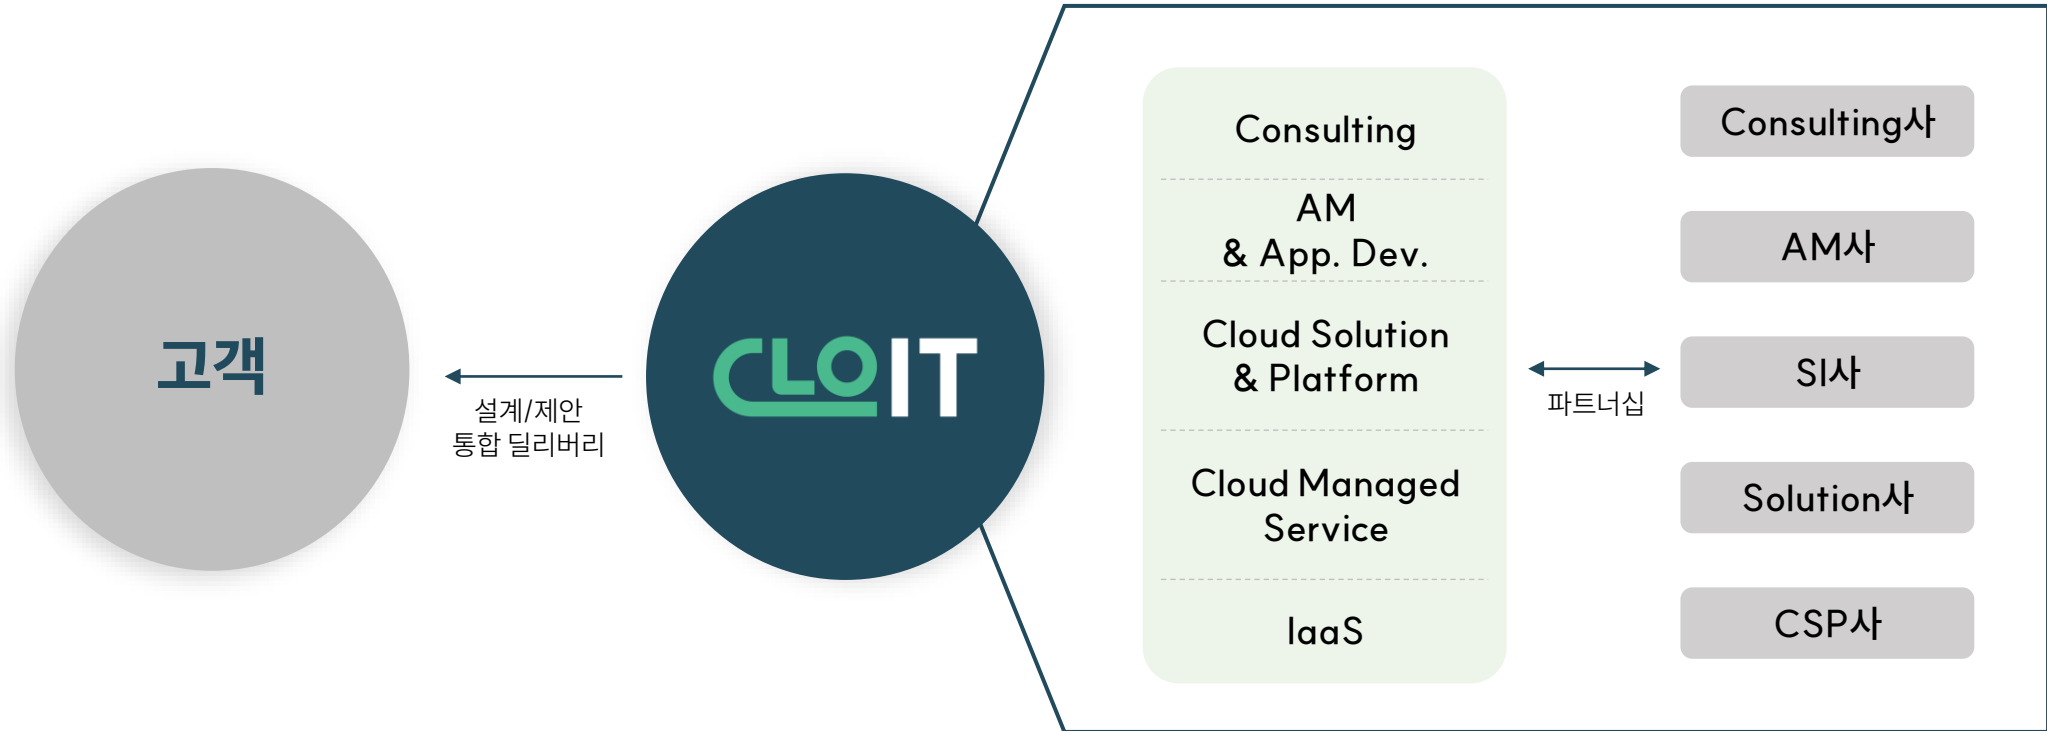 고객
설계/제안
통합 딜리버리
CLOIT
Consulting
AM
& App. Dev.
Cloud Solution
& Platform
Cloud Managed
Service
IaaS
파트너십
Consulting사
AM사
SI사
Solution사
CSP사